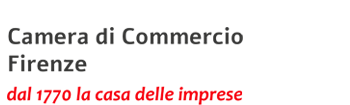 Camera di Commercio
Firenze
dal 1770 la casa delle imprese